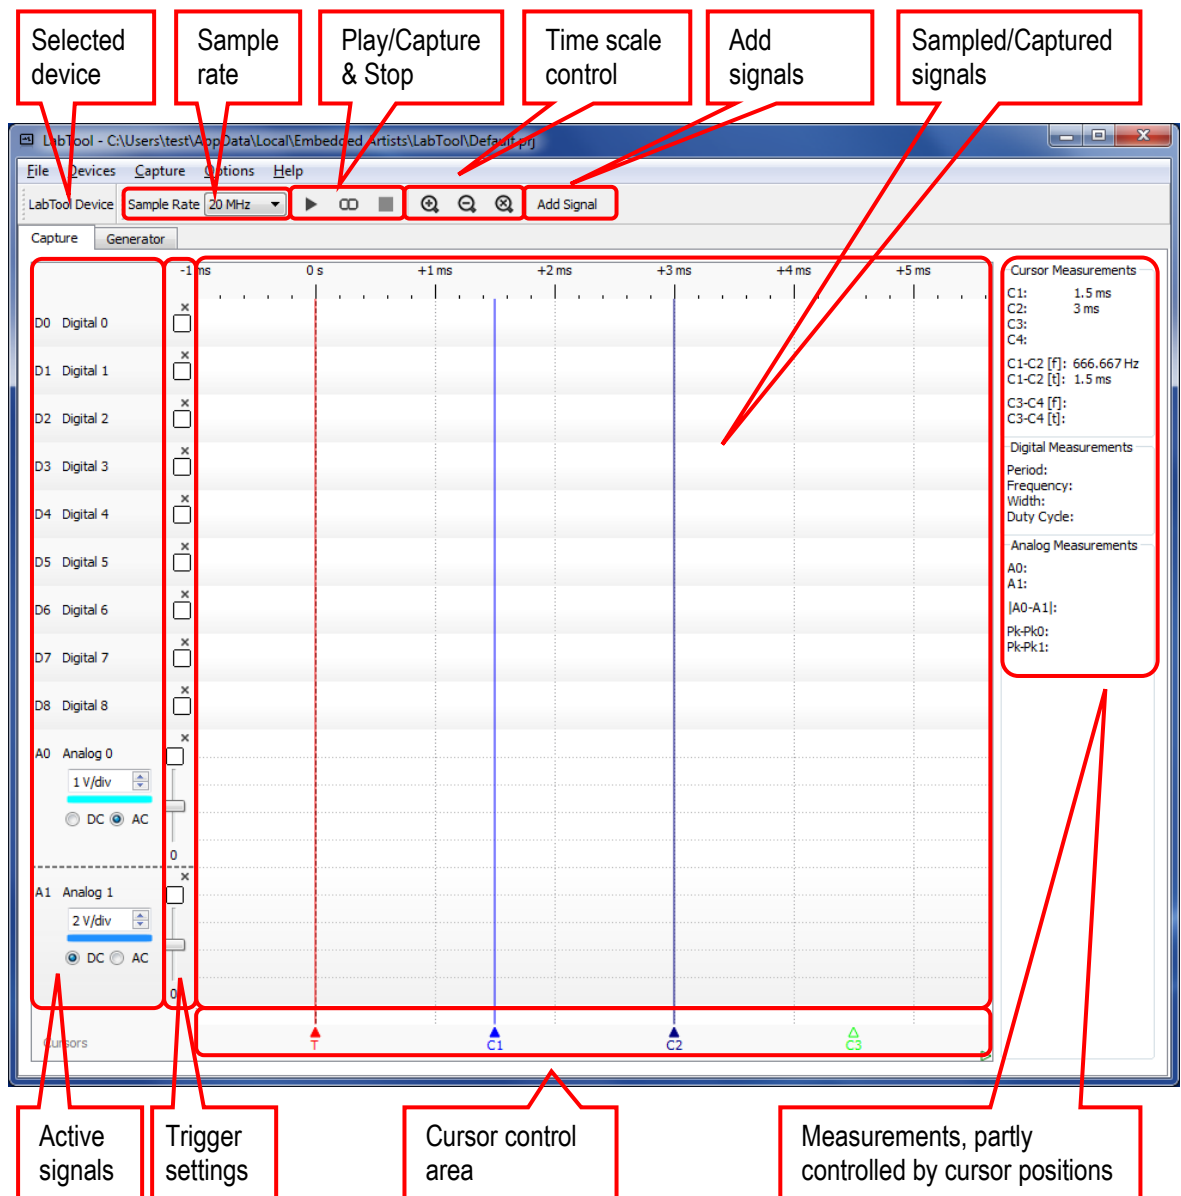 Selected
device
Sample
rate
Play/Capture
& Stop
Time scale
control
Add
signals
Sampled/Captured
signals
LabTool - C:\Users\test\AppData\Local\Embedded Artists\LabTool\Default.prj
File Devices Capture Options Help
LabTool Device Sample Rate 20 MHz Add Signal
Capture Generator
-1 ms 0 s +1 ms +2 ms +3 ms +4 ms +5 ms
D0 Digital 0
D1 Digital 1
D2 Digital 2
D3 Digital 3
D4 Digital 4
D5 Digital 5
D6 Digital 6
D7 Digital 7
D8 Digital 8
A0 Analog 0
1 V/div
DC AC
0
A1 Analog 1
2 V/div
DC AC
0
Cursors
T C1 C2 C3
Cursor Measurements
C1: 1.5 ms
C2: 3 ms
C3:
C4:
C1-C2 [f]: 666.667 Hz
C1-C2 [t]: 1.5 ms
C3-C4 [f]:
C3-C4 [t]:
Digital Measurements
Period:
Frequency:
Width:
Duty Cycle:
Analog Measurements
A0:
A1:
|A0-A1|:
Pk-Pk0:
Pk-Pk1:
Active
signals
Trigger
settings
Cursor control
area
Measurements, partly
controlled by cursor positions